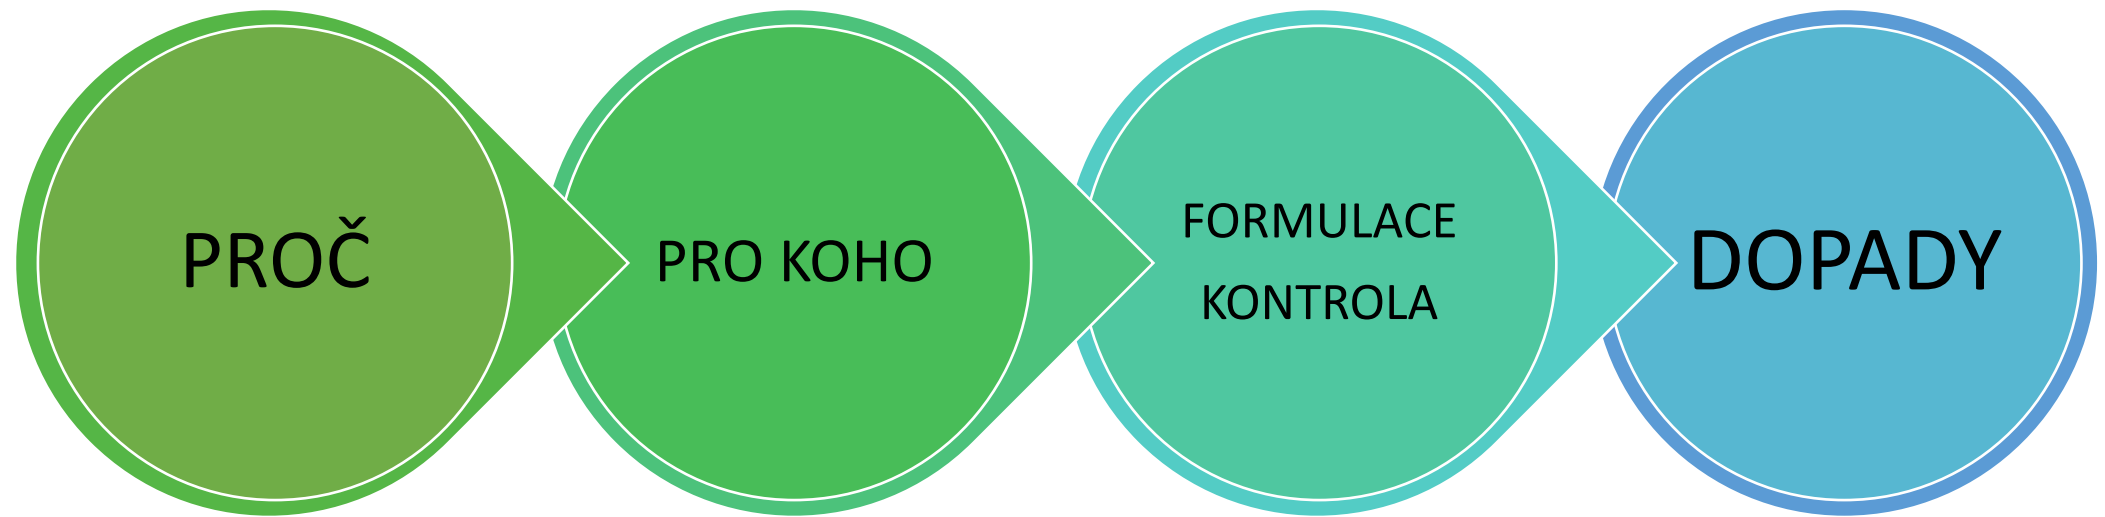 PROČ
PRO KOHO
FORMULACE
KONTROLA
DOPADY